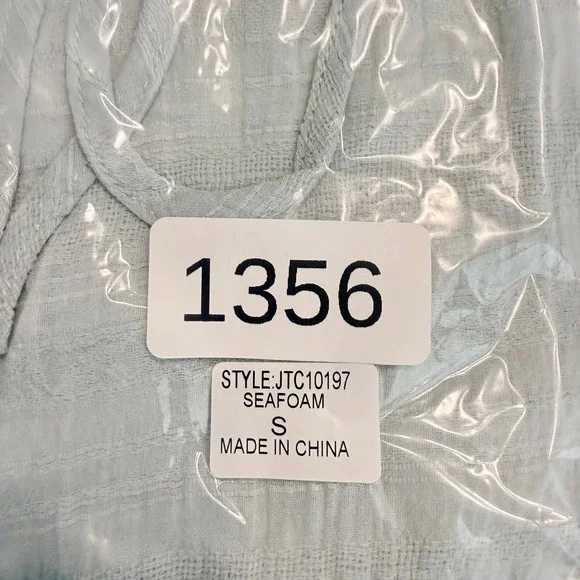 1356
STYLE:JTC10197
SEAFOAM
S
MADE IN CHINA